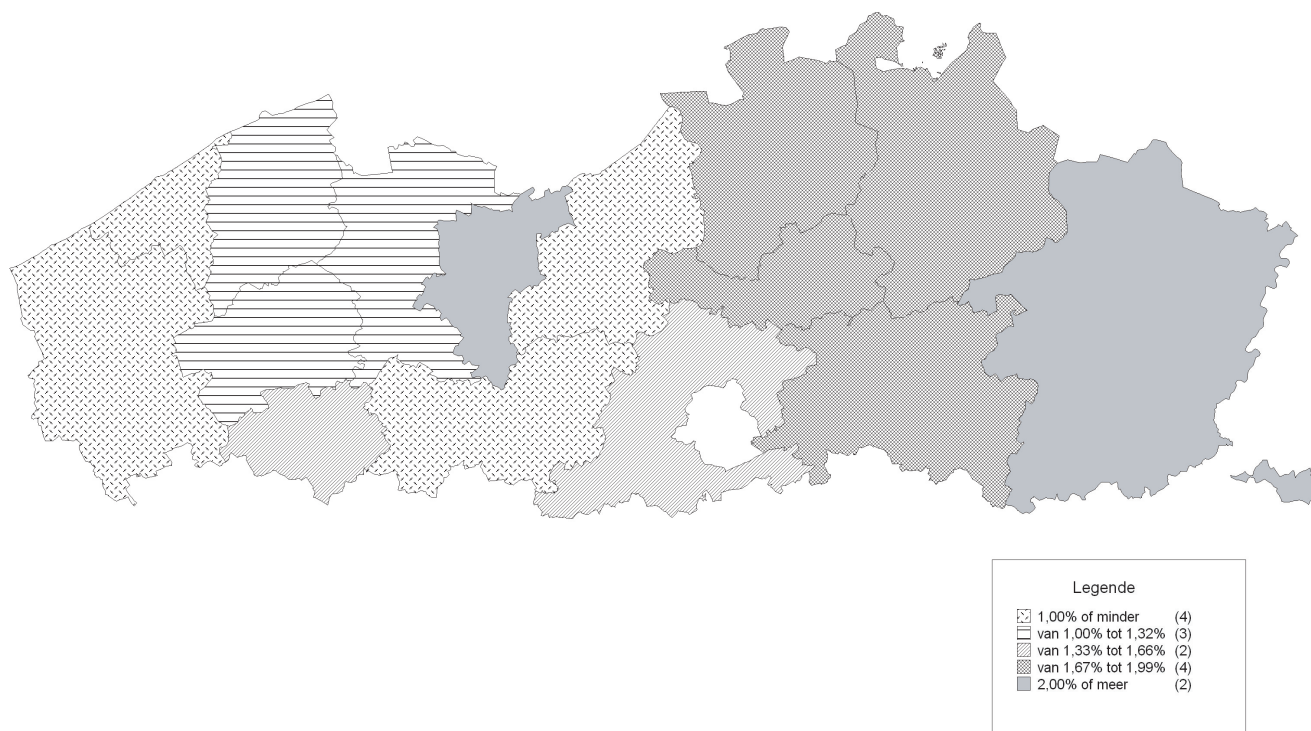 Legende
1,00% of minder (4)
van 1,00% tot 1,32% (3)
van 1,33% tot 1,66% (2)
van 1,67% tot 1,99% (4)
2,00% of meer (2)